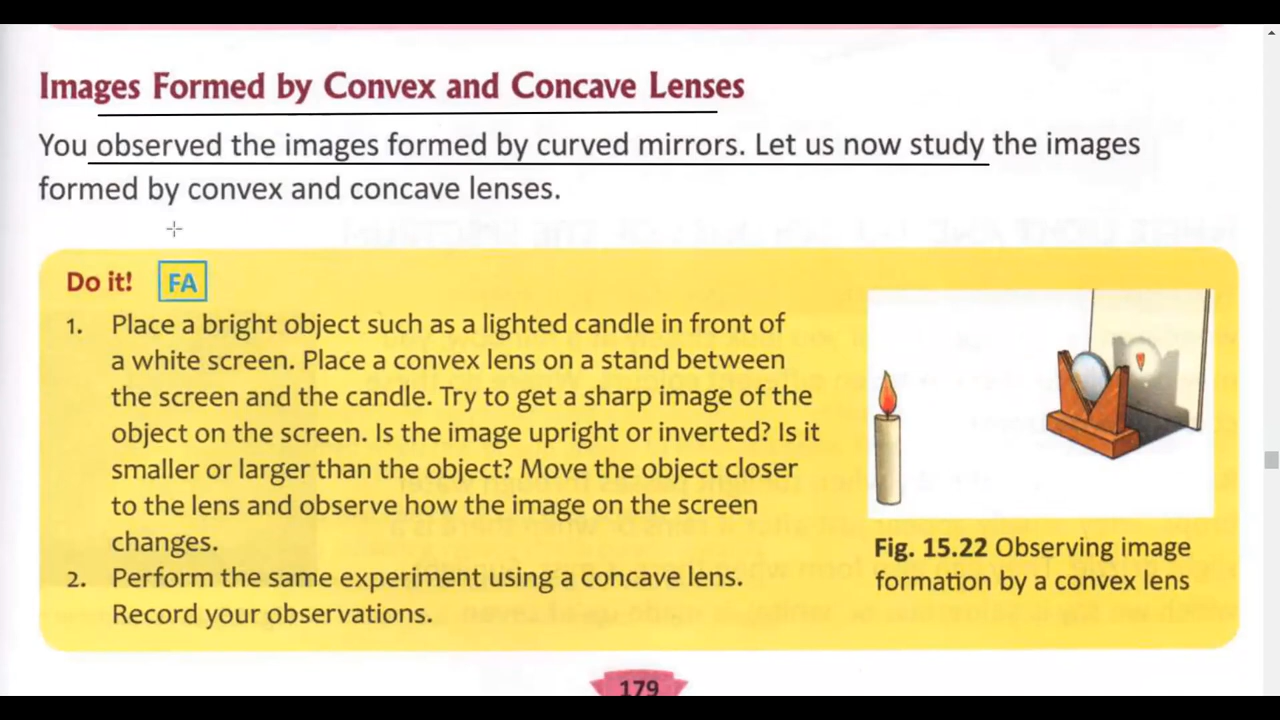 Images Formed by Convex and Concave Lenses
You observed the images formed by curved mirrors. Let us now study the images
formed by convex and concave lenses.
Do it! FA
1. Place a bright object such as a lighted candle in front of
a white screen. Place a convex lens on a stand between
the screen and the candle. Try to get a sharp image of the
object on the screen. Is the image upright or inverted? Is it
smaller or larger than the object? Move the object closer
to the lens and observe how the image on the screen
changes.
2. Perform the same experiment using a concave lens.
Record your observations.
Fig. 15.22 Observing image
formation by a convex lens
179